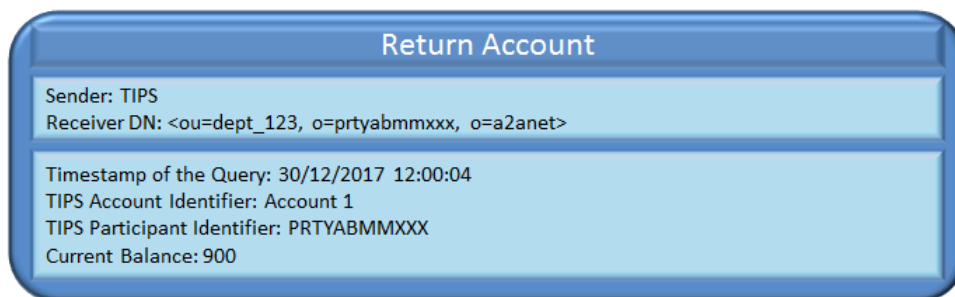 Return Account
Sender: TIPS
Receiver DN: <ou=dept_123, o=prtyabmmxxx, o=a2anet>
Timestamp of the Query: 30/12/2017 12:00:04
TIPS Account Identifier: Account 1
TIPS Participant Identifier: PRTYABMMXXX
Current Balance: 900